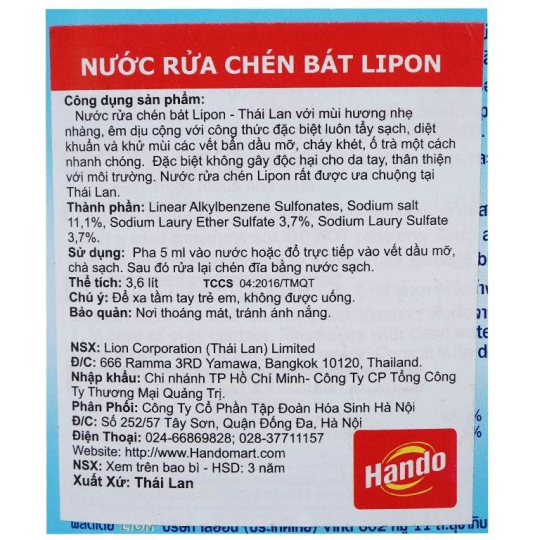 NƯỚC RỬA CHÉN BÁT LIPON
Công dụng sản phẩm:
Nước rửa chén bát Lipon - Thái Lan với mùi hương nhẹ
nhàng, êm dịu cộng với công thức đặc biệt luôn tẩy sạch, diệt
khuẩn và khử mùi các vết bẩn dầu mỡ, cháy khét, ố trà một cách
nhanh chóng. Đặc biệt không gây độc hại cho da tay, thân thiện
với môi trường. Nước rửa chén Lipon rất được ưa chuộng tại
Thái Lan.
Thành phần: Linear Alkylbenzene Sulfonates, Sodium salt
11,1%, Sodium Laury Ether Sulfate 3,7%, Sodium Laury Sulfate
3,7%.
Sử dụng: Pha 5 ml vào nước hoặc đổ trực tiếp vào vết dầu mỡ,
chà sạch. Sau đó rửa lại chén đĩa bằng nước sạch.
Thể tích: 3,6 lít TCCS 04:2016/TMQT
Chú ý: Để xa tầm tay trẻ em, không được uống.
Bảo quản: Nơi thoáng mát, tránh ánh nắng.
NSX: Lion Corporation (Thái Lan) Limited
Đ/C: 666 Ramma 3RD Yamawa, Bangkok 10120, Thailand.
Nhập khẩu: Chi nhánh TP Hồ Chí Minh- Công Ty CP Tổng Công
Ty Thương Mại Quảng Trị.
Phân Phối: Công Ty Cổ Phần Tập Đoàn Hóa Sinh Hà Nội
Đ/C: Số 252/57 Tây Sơn, Quận Đống Đa, Hà Nội
Điện Thoại: 024-66869828; 028-37711157
Website: http://www.Handomart.com
NSX: Xem trên bao bì - HSD: 3 năm
Xuất Xứ: Thái Lan
Hando